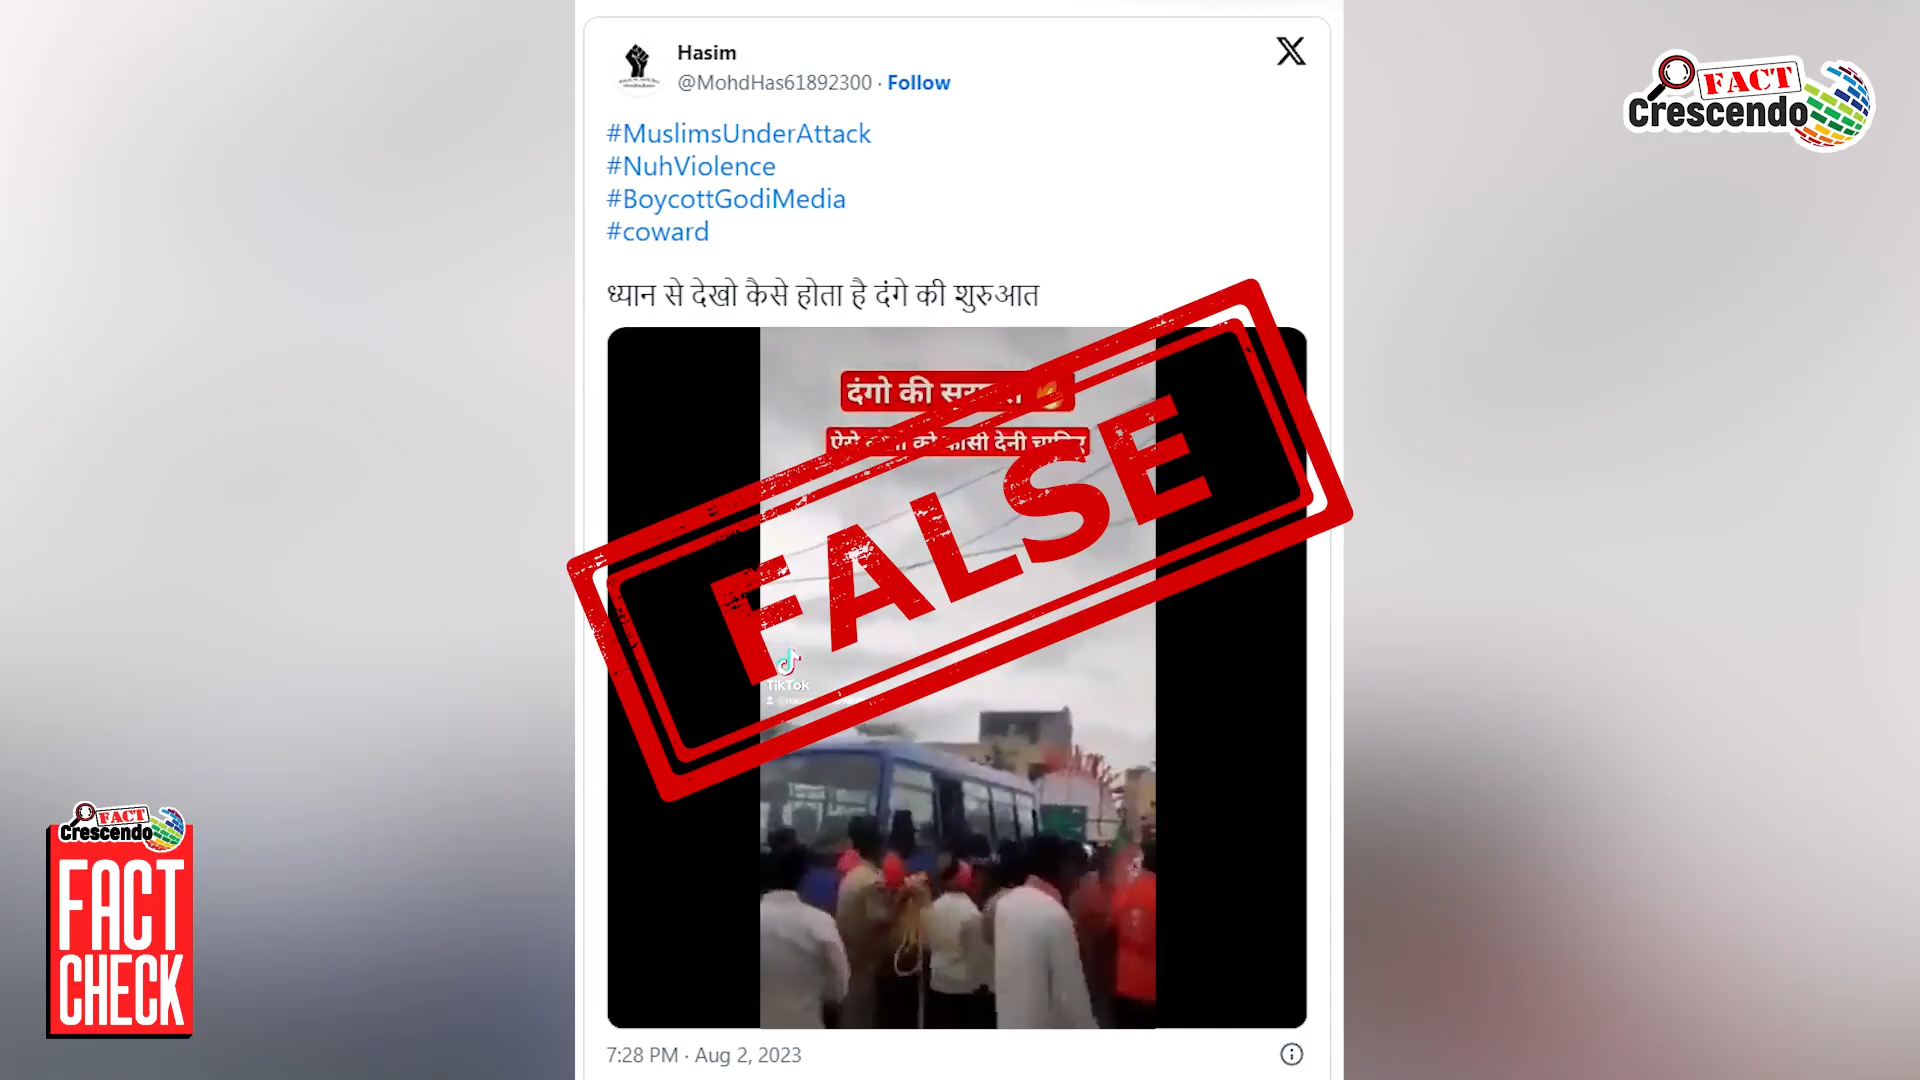 Hasim
@MohdHas61892300 · Follow
FACT
Crescendo
#MuslimsUnderAttack
#NuhViolence
#BoycottGodiMedia
#coward
ध्यान से देखो कैसे होता है दंगे की शुरुआत
दंगो की
को देनी चाहिए
FALSE
TikTok
FACT
Crescendo
FACT
CHECK
7:28 PM · Aug 2, 2023